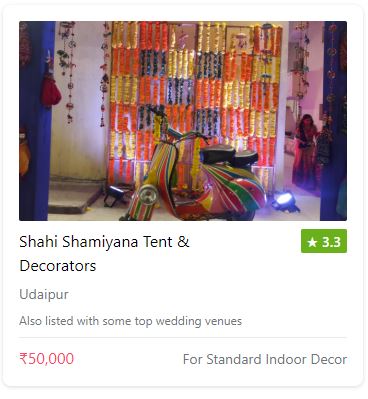 Shahi Shamiyana Tent &
Decorators
★ 3.3
Udaipur
Also listed with some top wedding venues
₹50,000
For Standard Indoor Decor